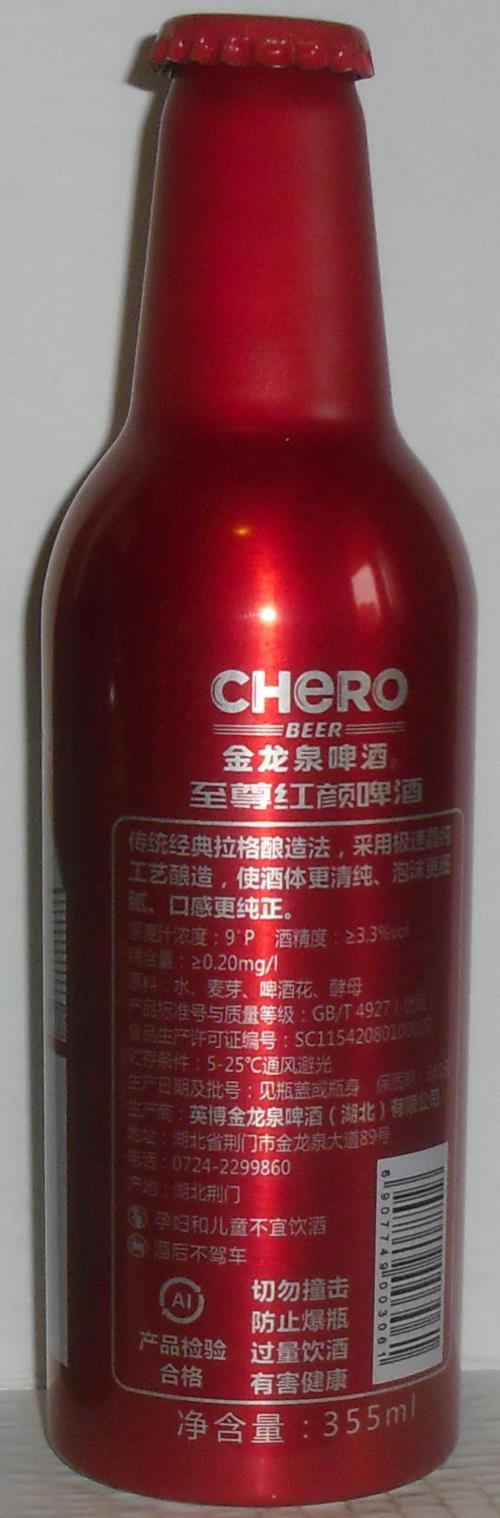 CHERO
BEER
金龙泉啤酒
至尊红颜啤酒
传统经典拉格酿造法，采用极速醇纯
工艺酿造，使酒体更清纯、泡沫更细
腻、口感更纯正。
原麦汁浓度：9°P 酒精度：≥3.3%vol
硒含量：≥0.20mg/l
原料：水、麦芽、啤酒花、酵母
产品标准号与质量等级：GB/T 4927
食品生产许可证编号：SC1154208010
贮存条件：5-25℃通风避光
生产日期及批号：见瓶盖或瓶身 保质期：
生产商：英博金龙泉啤酒（湖北）有限公司
地址：湖北省荆门市金龙泉大道89号
电话：0724-2299860
产地：湖北荆门
孕妇和儿童不宜饮酒
酒后不驾车
Al
产品检验
合格
切勿撞击
防止爆瓶
过量饮酒
有害健康
6907749003061
净含量：355ml